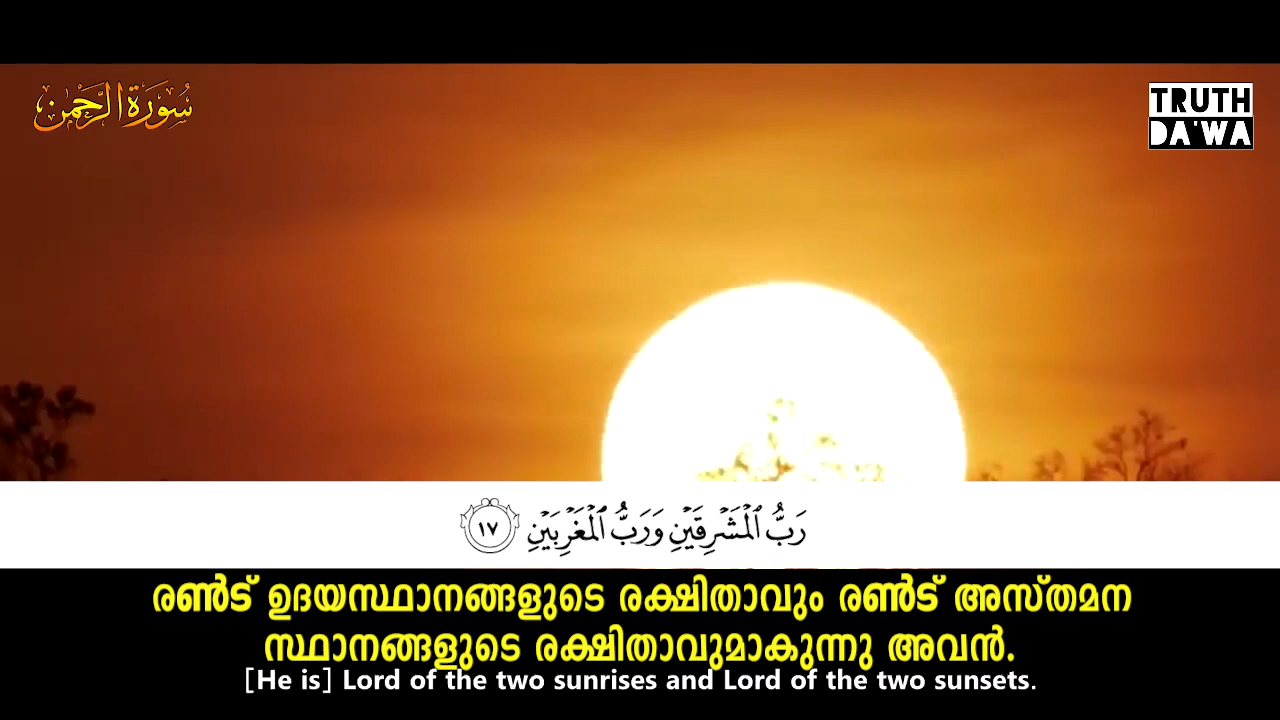 سُورَةُ الرَّحْمٰن
TRUTH
DA'WA
رَبُّ ٱلْمَشْرِقَيْنِ وَرَبُّ ٱلْمَغْرِبَيْنِ ١٧
രണ്ട് ഉദയസ്ഥാനങ്ങളുടെ രക്ഷിതാവും രണ്ട് അസ്തമന
സ്ഥാനങ്ങളുടെ രക്ഷിതാവുമാകുന്നു അവൻ.
[He is] Lord of the two sunrises and Lord of the two sunsets.